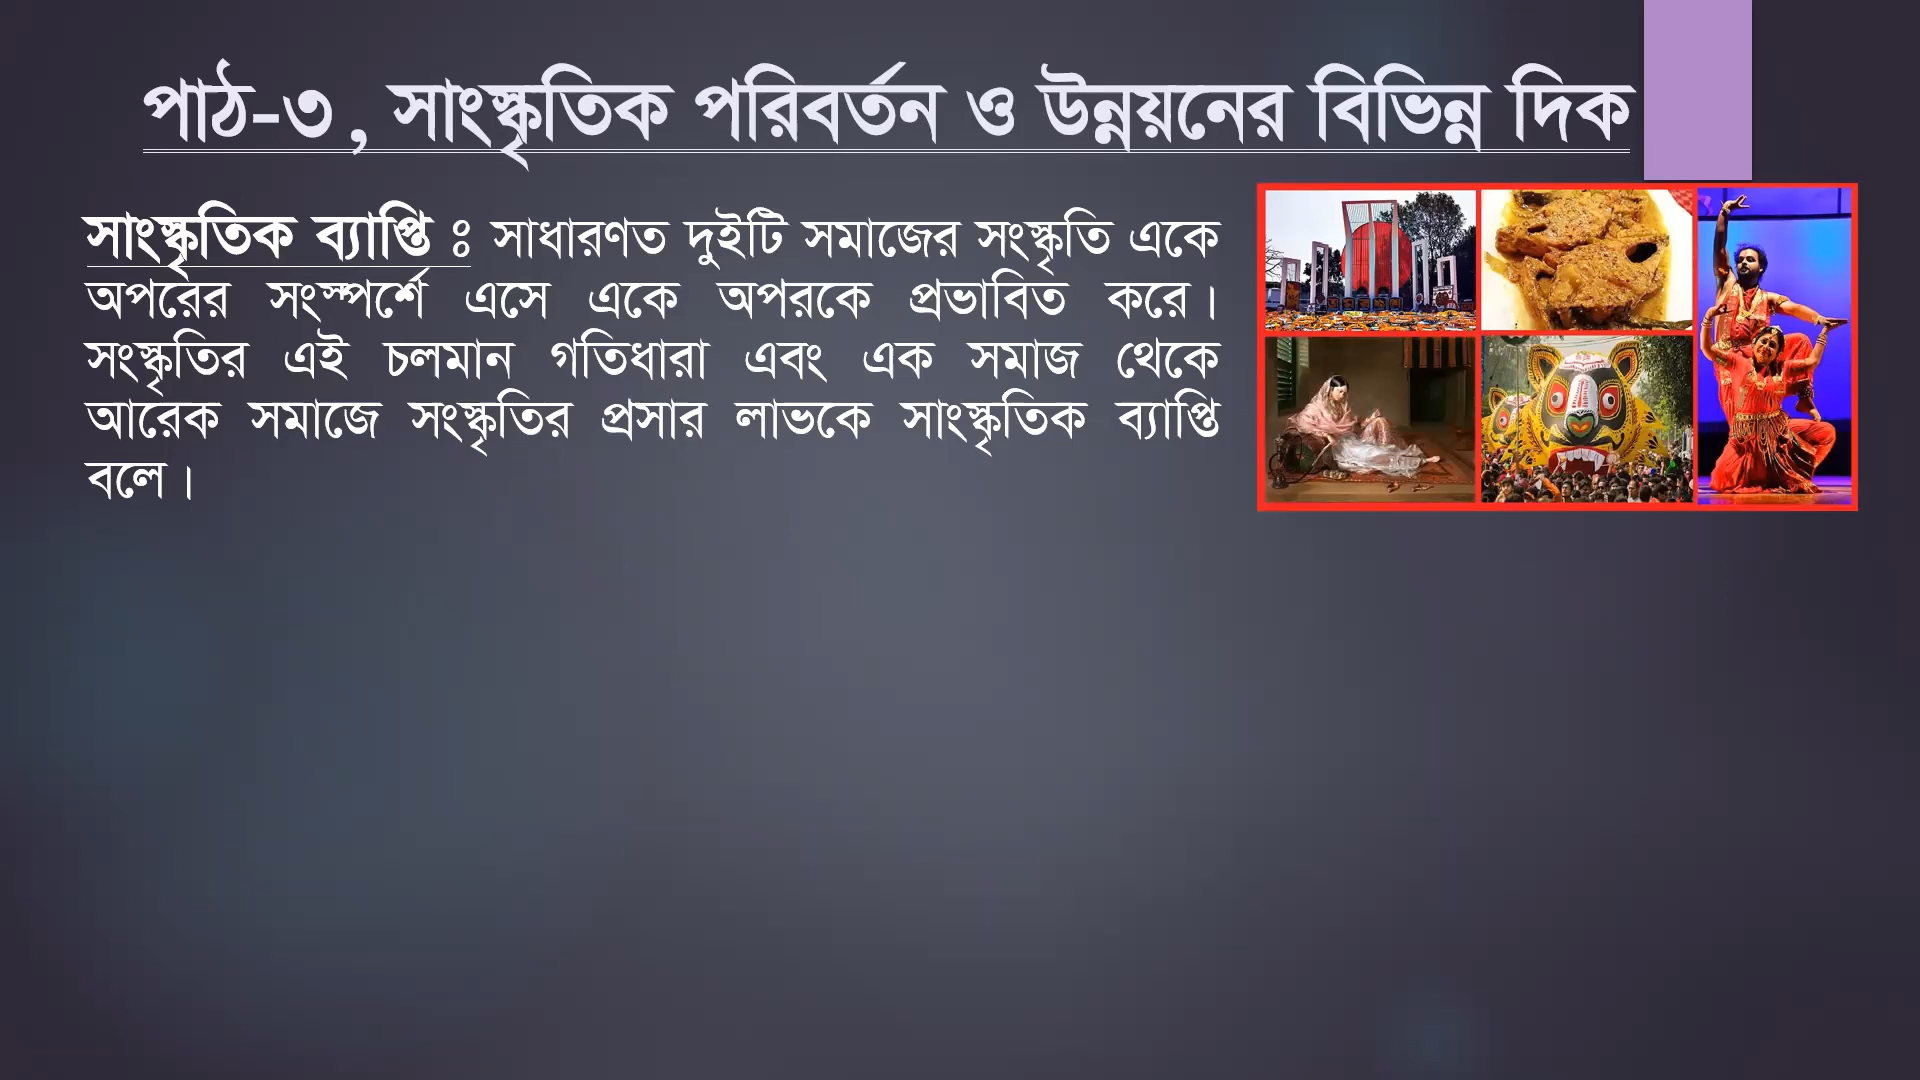 পাঠ-৩, সাংস্কৃতিক পরিবর্তন ও উন্নয়নের বিভিন্ন দিক
সাংস্কৃতিক ব্যাপ্তি ঃ সাধারণত দুইটি সমাজের সংস্কৃতি একে
অপরের সংস্পর্শে এসে একে অপরকে প্রভাবিত করে।
সংস্কৃতির এই চলমান গতিধারা এবং এক সমাজ থেকে
আরেক সমাজে সংস্কৃতির প্রসার লাভকে সাংস্কৃতিক ব্যাপ্তি
বলে।